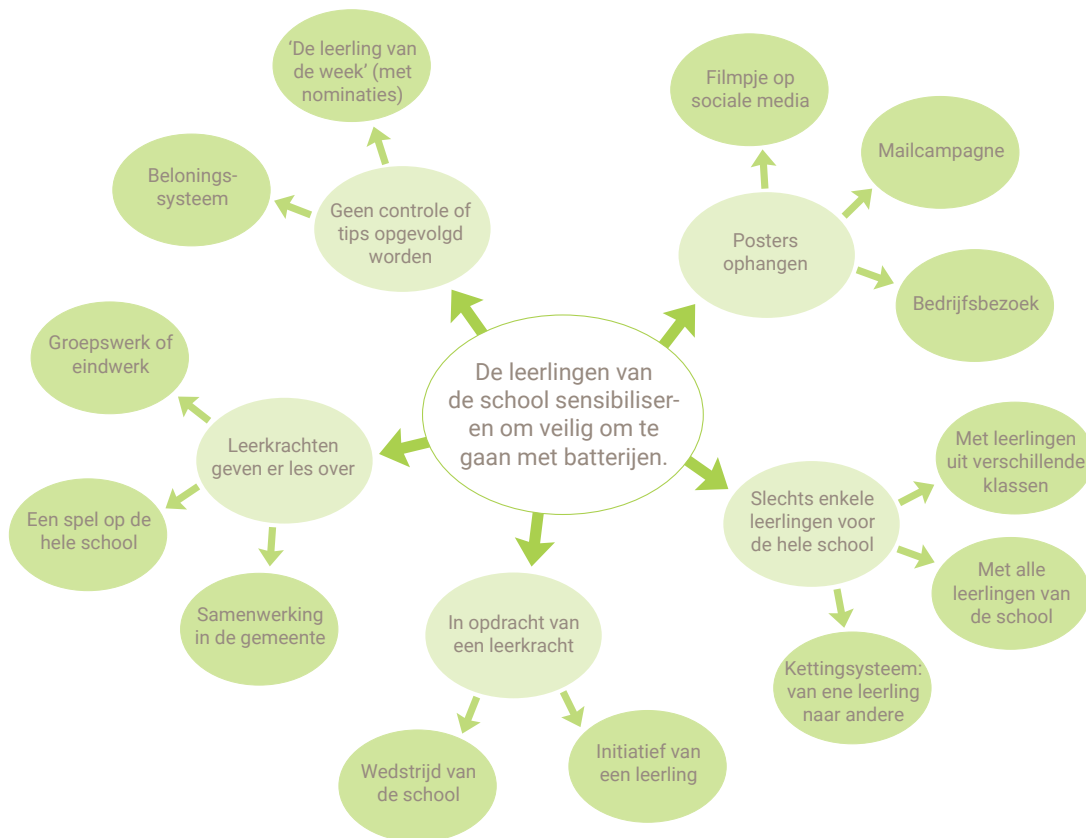 ‘De leerling van
de week’ (met
nominaties)
Filmpje op
sociale media
Mailcampagne
Belonings-
systeem
Geen controle of
tips opgevolgd
worden
Posters
ophangen
Bedrijfsbezoek
Groepswerk of
eindwerk
De leerlingen van
de school sensibiliser-
en om veilig om te
gaan met batterijen.
Leerkrachten
geven er les over
Met leerlingen
uit verschillende
klassen
Slechts enkele
leerlingen voor
de hele school
Een spel op de
hele school
Met alle
leerlingen van
de school
Samenwerking
in de gemeente
In opdracht van
een leerkracht
Kettingsysteem:
van ene leerling
naar andere
Wedstrijd van
de school
Initiatief van
een leerling